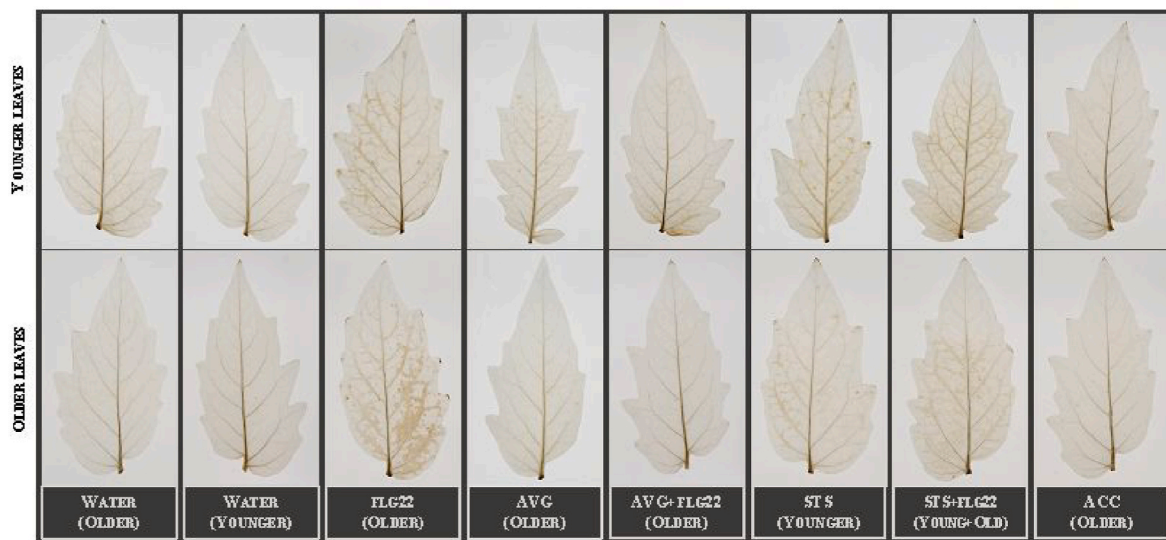 YOUNGER LEAVES
OLDER LEAVES
WATER
(OLDER)
WATER
(YOUNGER)
FLG22
(OLDER)
AVG
(OLDER)
AVG+FLG22
(OLDER)
STS
(YOUNGER)
STS+FLG22
(YOUNG+OLD)
ACC
(OLDER)